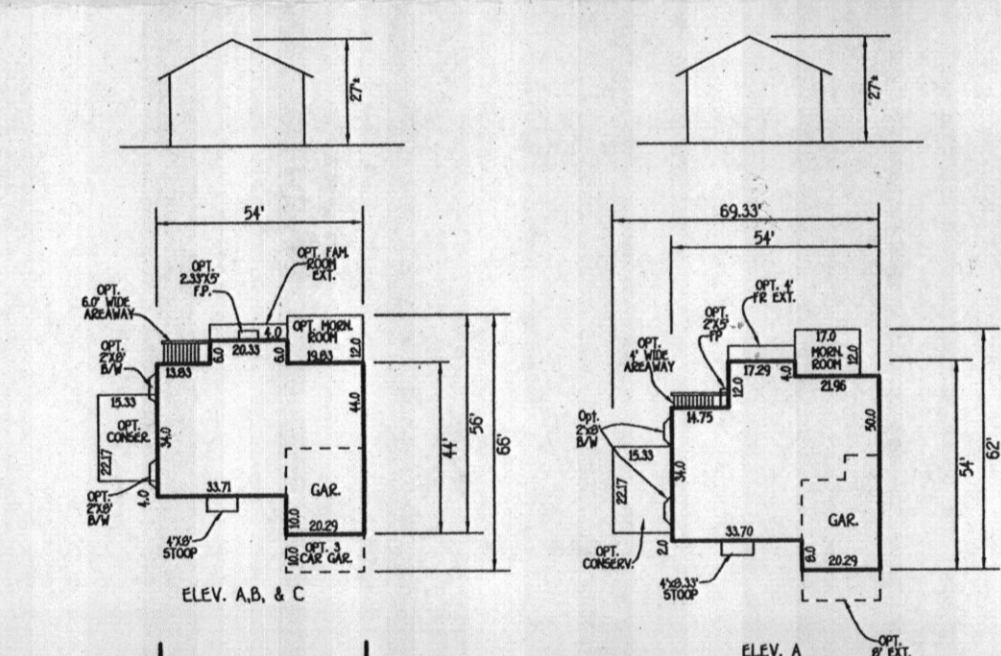 27'±
54'
OPT. FAM.
ROOM
EXT.
OPT.
2.33'X5'
F.P.
OPT.
6.0' WIDE
AREAWAY
4.0
OPT. MORN.
ROOM
12.0
20.33
6.0
6.0
13.83
19.83
OPT.
2'X8'
B/W
15.33
OPT.
CONSER.
22.17
34.0
44.0
44'
56'
66'
OPT.
2'X8'
B/W
4.0
33.71
GAR.
10.0
20.29
4'X8'
STOOP
10.0
OPT. 3
CAR GAR.
ELEV. A,B, & C
27'±
69.33'
54'
OPT. 4'
FR EXT.
OPT.
2'X5'
FP
OPT.
4' WIDE
AREAWAY
17.0
MORN.
ROOM
12.0
17.29
4.0
12.0
21.96
14.75
Opt.
2'x8'
B/W
15.33
22.17
34.0
50.0
54'
62'
OPT.
CONSERV.
2.0
33.70
GAR.
8.0
20.29
4'x8.33'
STOOP
ELEV. A
OPT.
8' EXT.